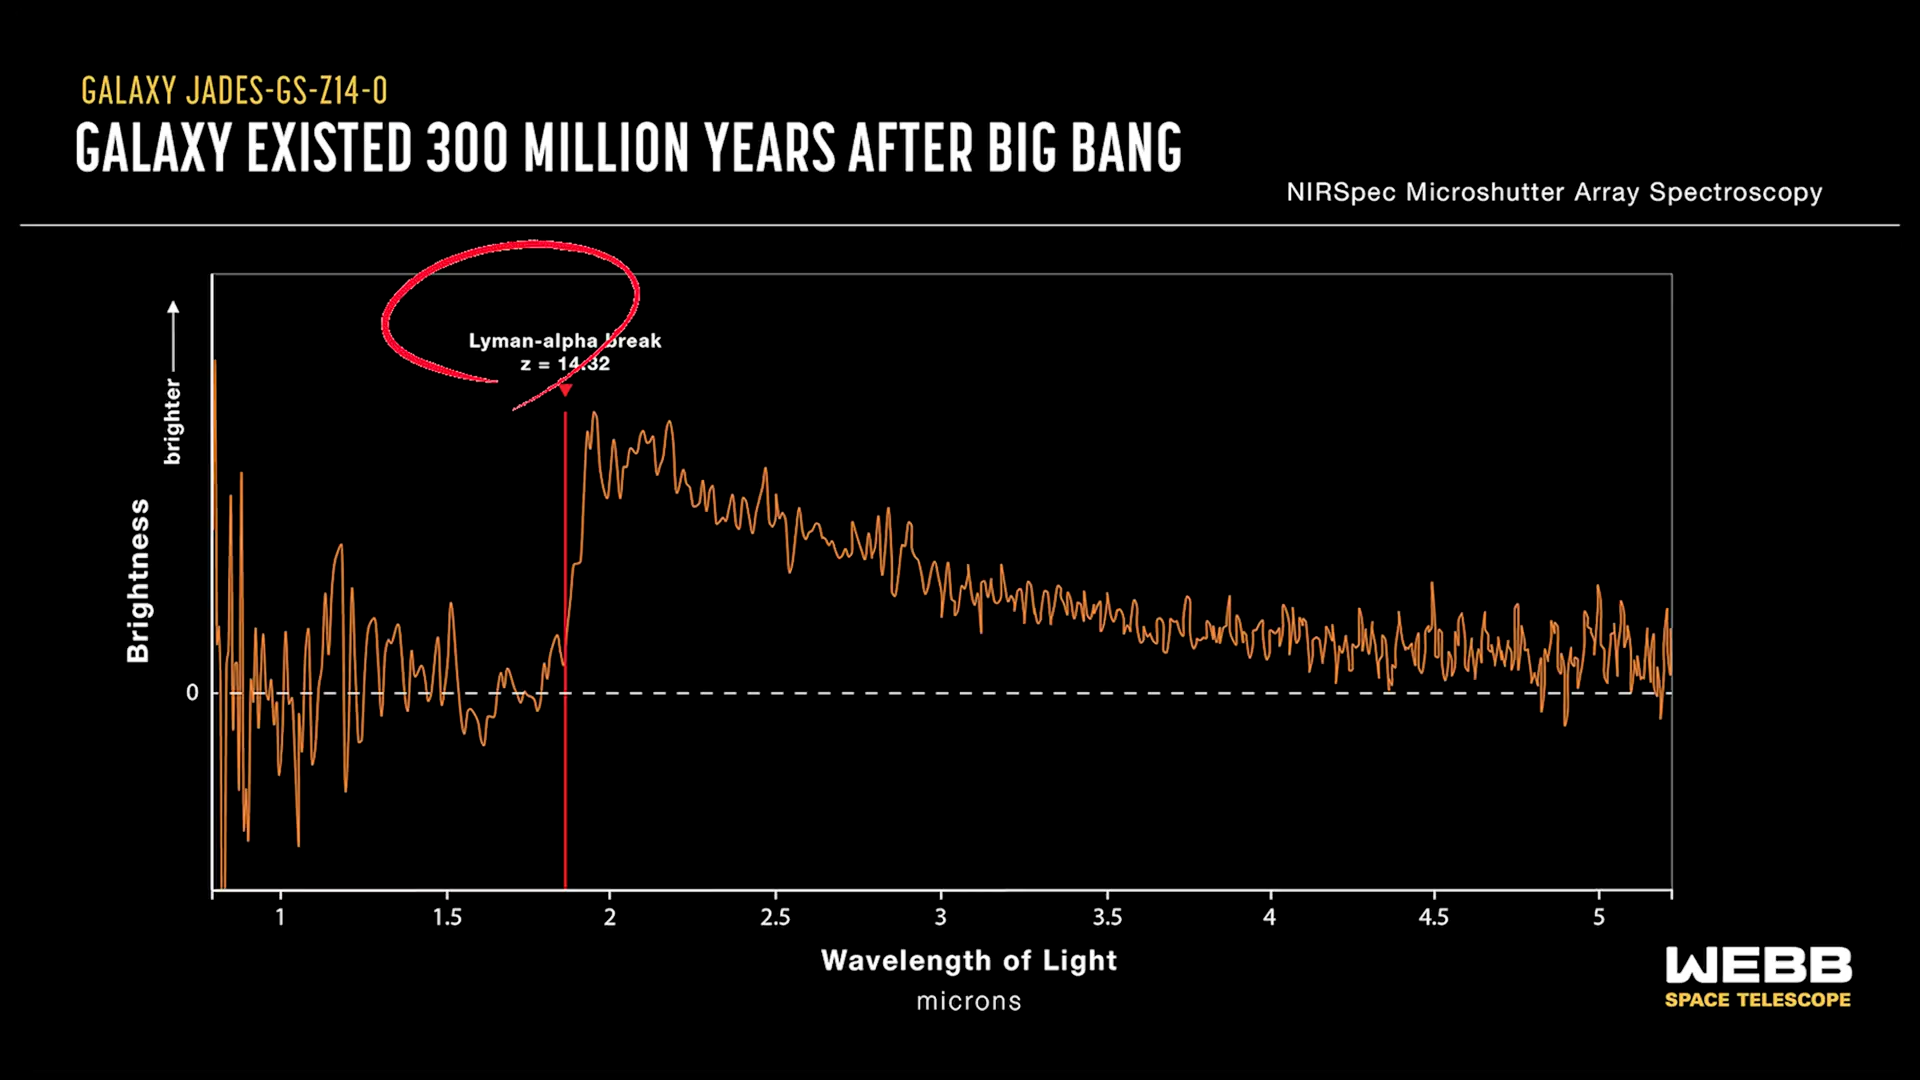 GALAXY JADES-GS-Z14-0
GALAXY EXISTED 300 MILLION YEARS AFTER BIG BANG
NIRSpec Microshutter Array Spectroscopy
Lyman-alpha break
z = 14.32
brighter
Brightness
0
1 1.5 2 2.5 3 3.5 4 4.5 5
Wavelength of Light
microns
WEBB
SPACE TELESCOPE